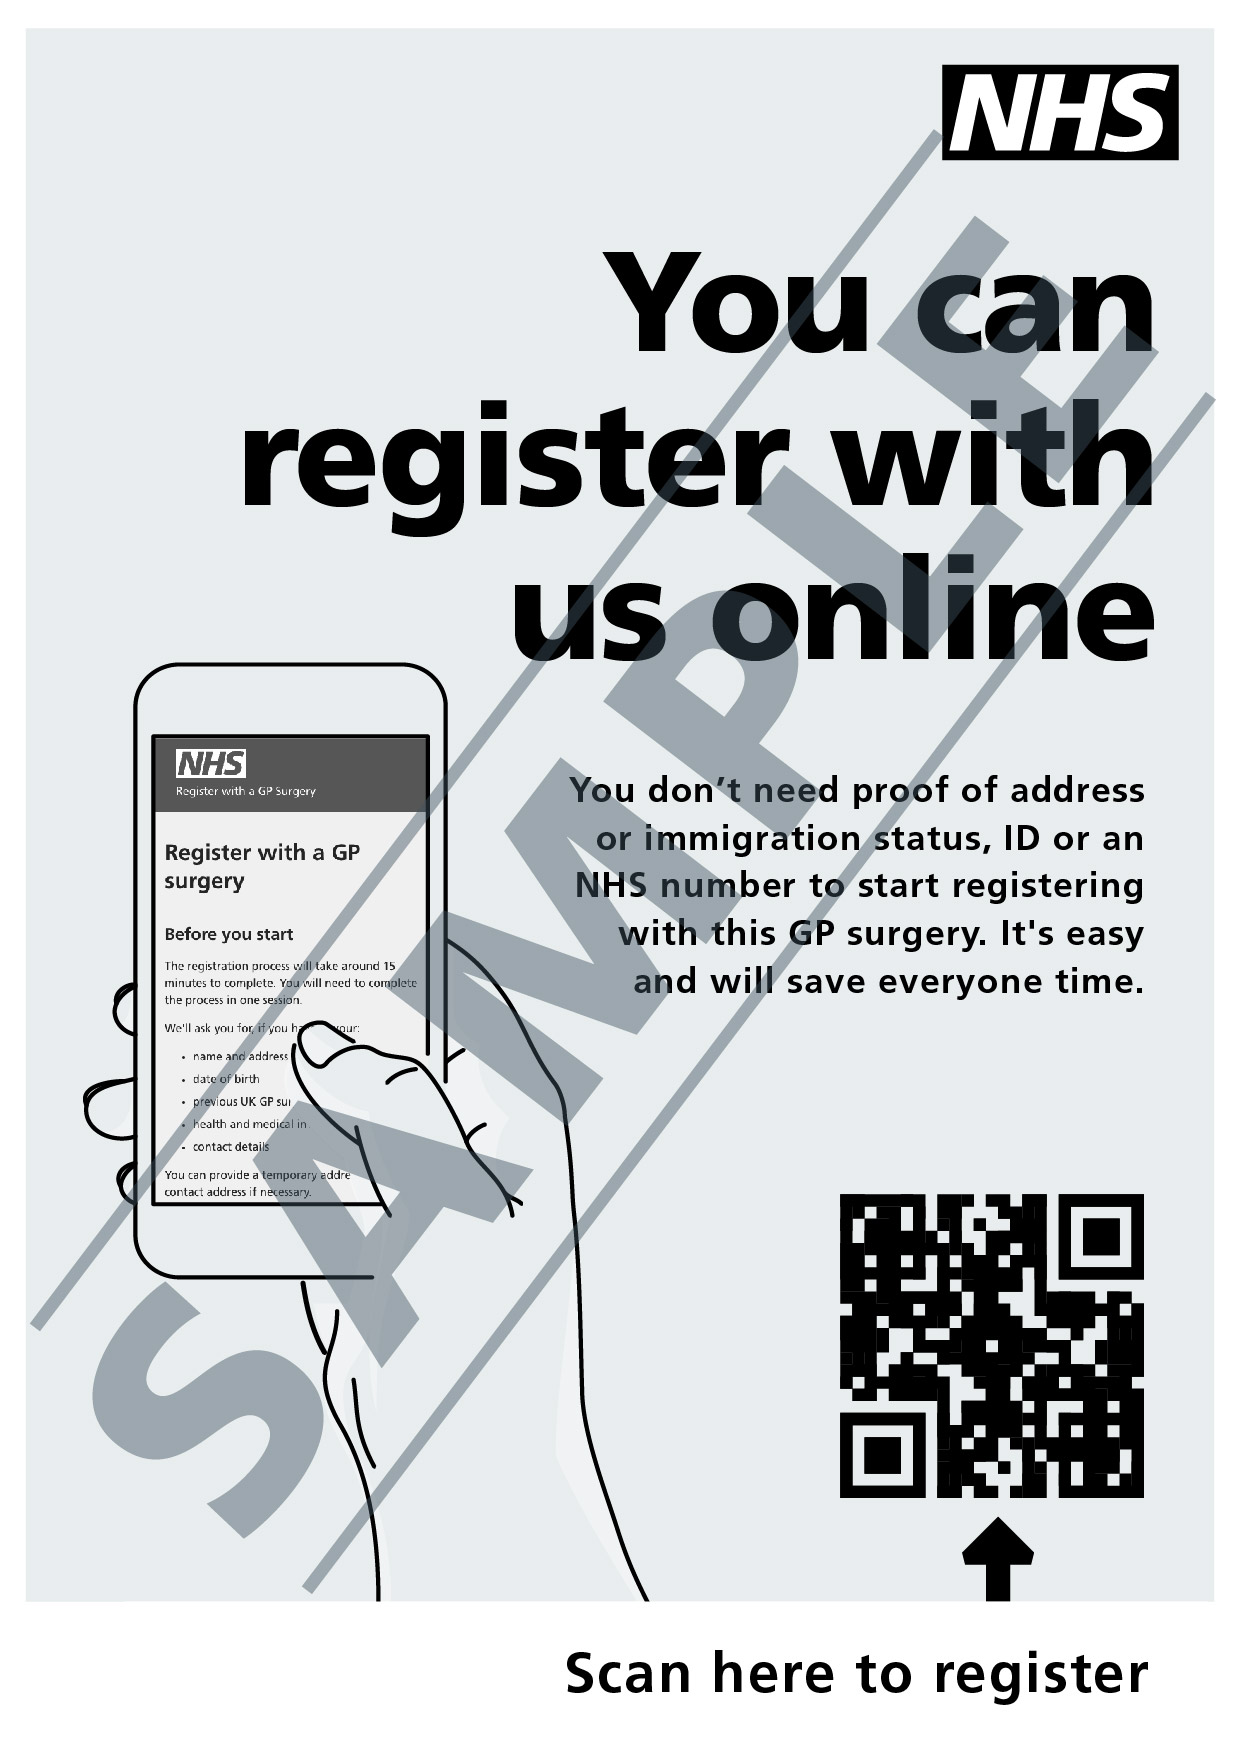 NHS
You can
register with
us online
NHS
Register with a GP Surgery
Register with a GP
surgery
Before you start
The registration process will take around 15
minutes to complete. You will need to complete
the process in one session.
We'll ask you for, if you ha your:
• name and address
• date of birth
• previous UK GP sur
• health and medical in
• contact details
You can provide a temporary addre
contact address if necessary.
You don’t need proof of address
or immigration status, ID or an
NHS number to start registering
with this GP surgery. It's easy
and will save everyone time.
SAMPLE
Scan here to register